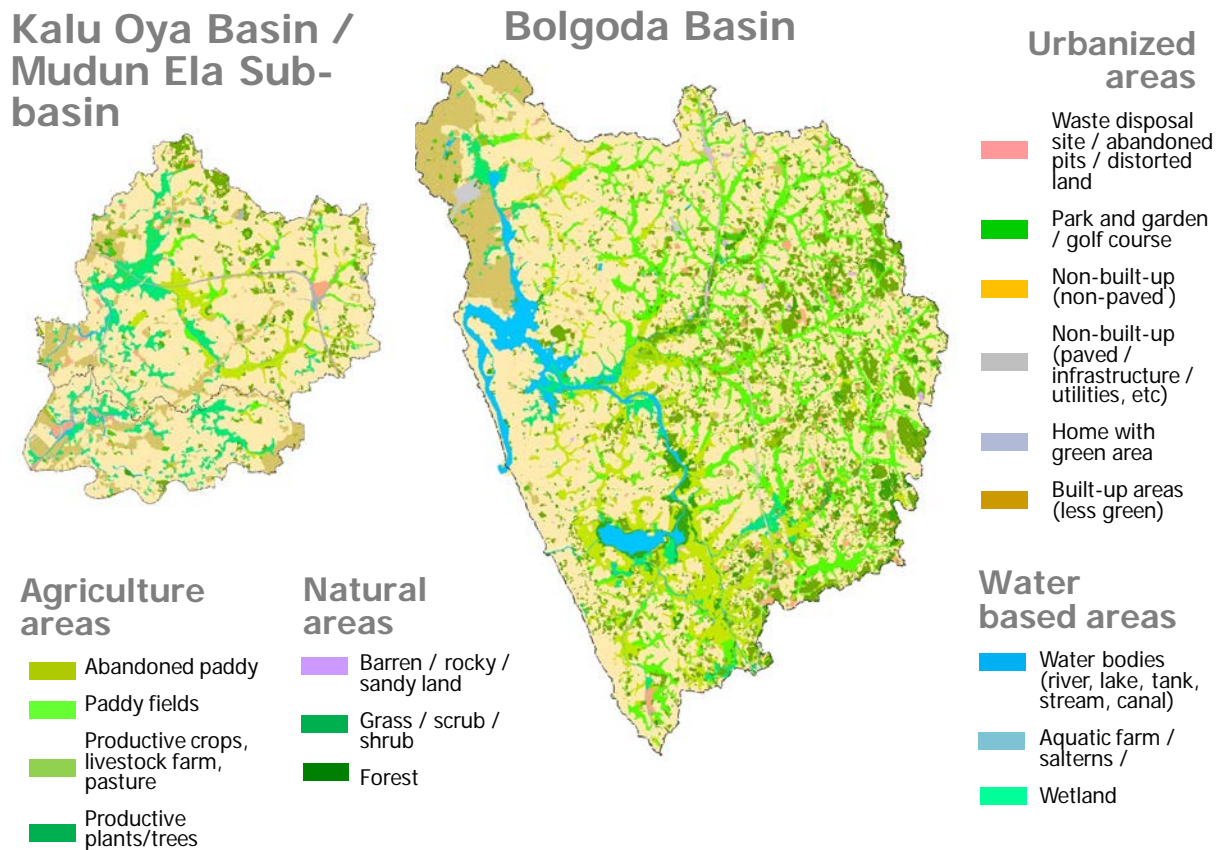 Kalu Oya Basin /
Mudun Ela Sub-
basin
Bolgoda Basin
Urbanized
areas
Waste disposal
site / abandoned
pits / distorted
land
Park and garden
/ golf course
Non-built-up
(non-paved )
Non-built-up
(paved /
infrastructure /
utilities, etc)
Home with
green area
Built-up areas
(less green)
Agriculture
areas
Abandoned paddy
Paddy fields
Productive crops,
livestock farm,
pasture
Productive
plants/trees
Natural
areas
Barren / rocky /
sandy land
Grass / scrub /
shrub
Forest
Water
based areas
Water bodies
(river, lake, tank,
stream, canal)
Aquatic farm /
salterns /
Wetland